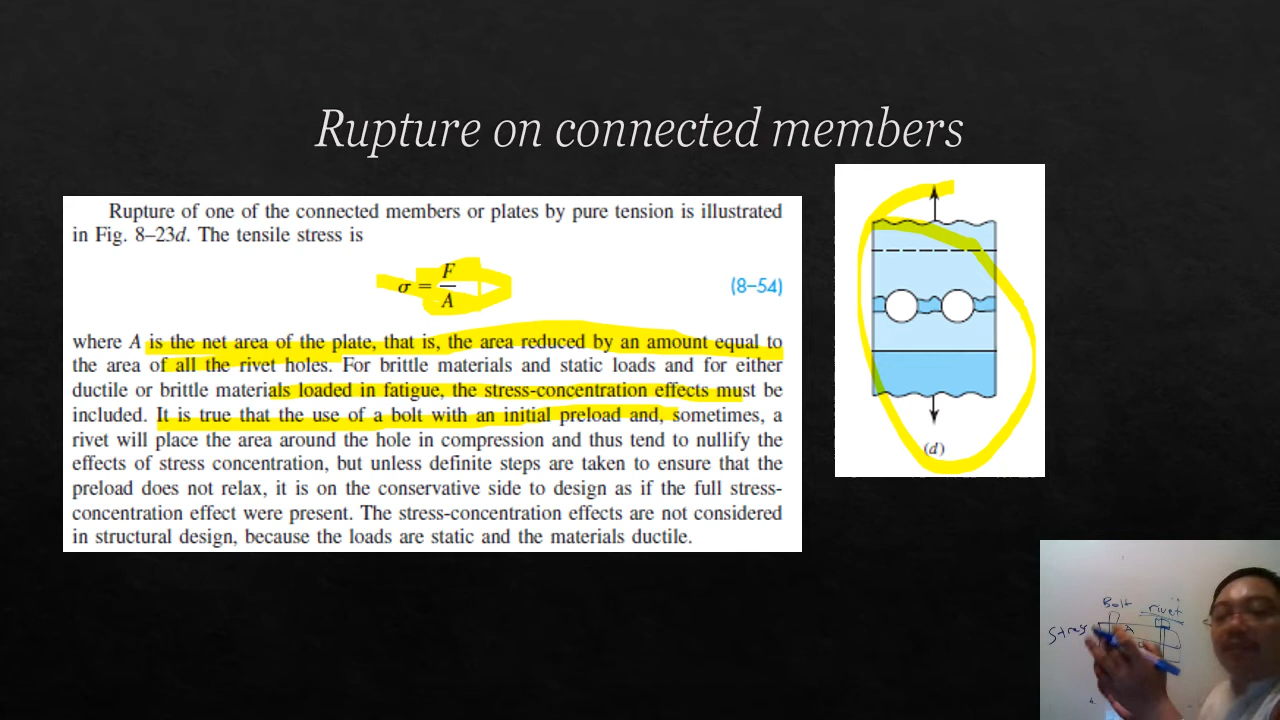 Rupture on connected members
Rupture of one of the connected members or plates by pure tension is illustrated
in Fig. 8–23d. The tensile stress is
σ = F/A
(8–54)
where A is the net area of the plate, that is, the area reduced by an amount equal to
the area of all the rivet holes. For brittle materials and static loads and for either
ductile or brittle materials loaded in fatigue, the stress-concentration effects must be
included. It is true that the use of a bolt with an initial preload and, sometimes, a
rivet will place the area around the hole in compression and thus tend to nullify the
effects of stress concentration, but unless definite steps are taken to ensure that the
preload does not relax, it is on the conservative side to design as if the full stress-
concentration effect were present. The stress-concentration effects are not considered
in structural design, because the loads are static and the materials ductile.
(d)
Bolt
rivet
Stress